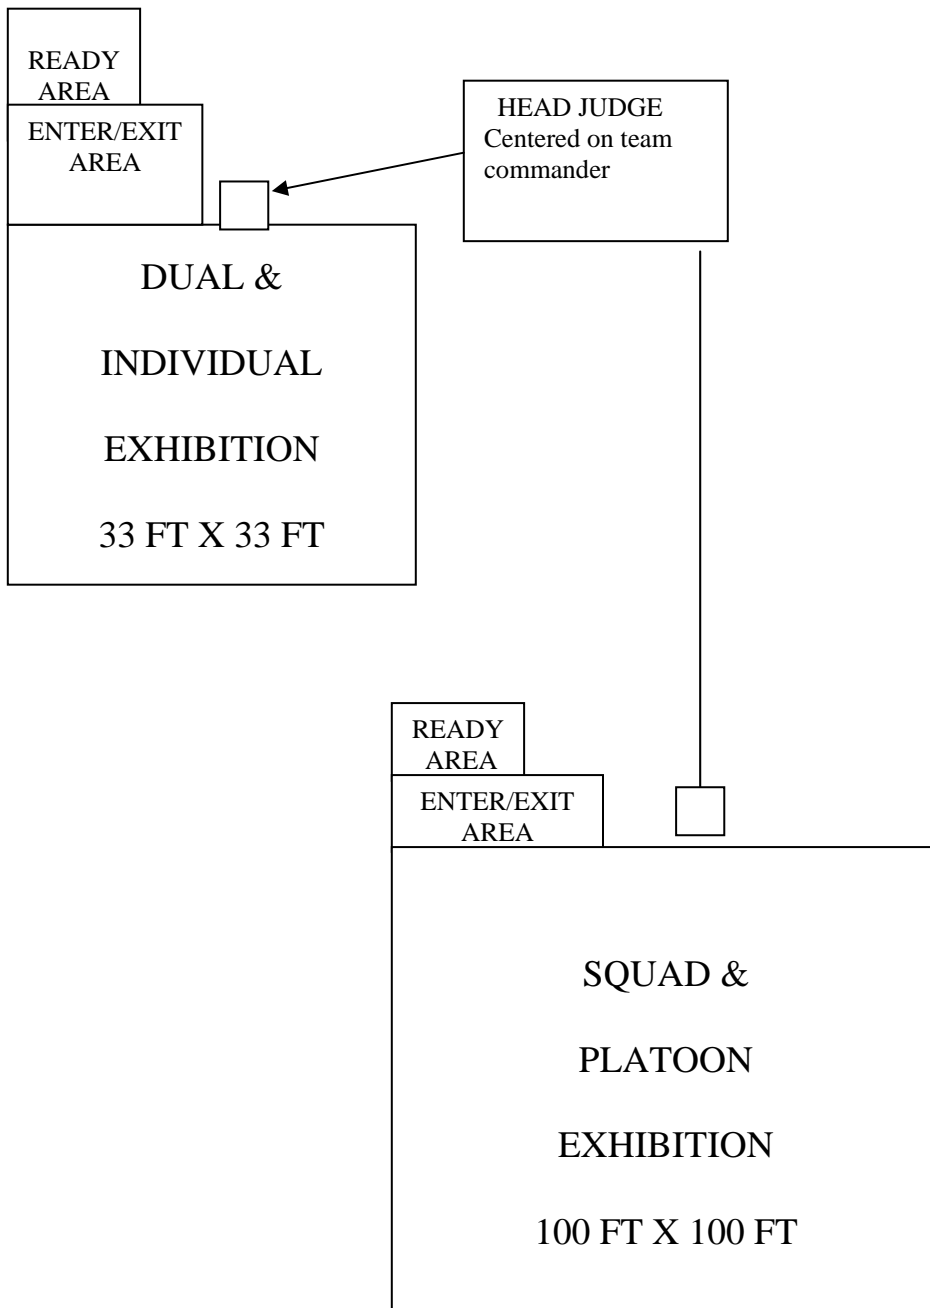 READY
AREA
ENTER/EXIT
AREA
HEAD JUDGE
Centered on team
commander
DUAL &
INDIVIDUAL
EXHIBITION
33 FT X 33 FT
READY
AREA
ENTER/EXIT
AREA
SQUAD &
PLATOON
EXHIBITION
100 FT X 100 FT